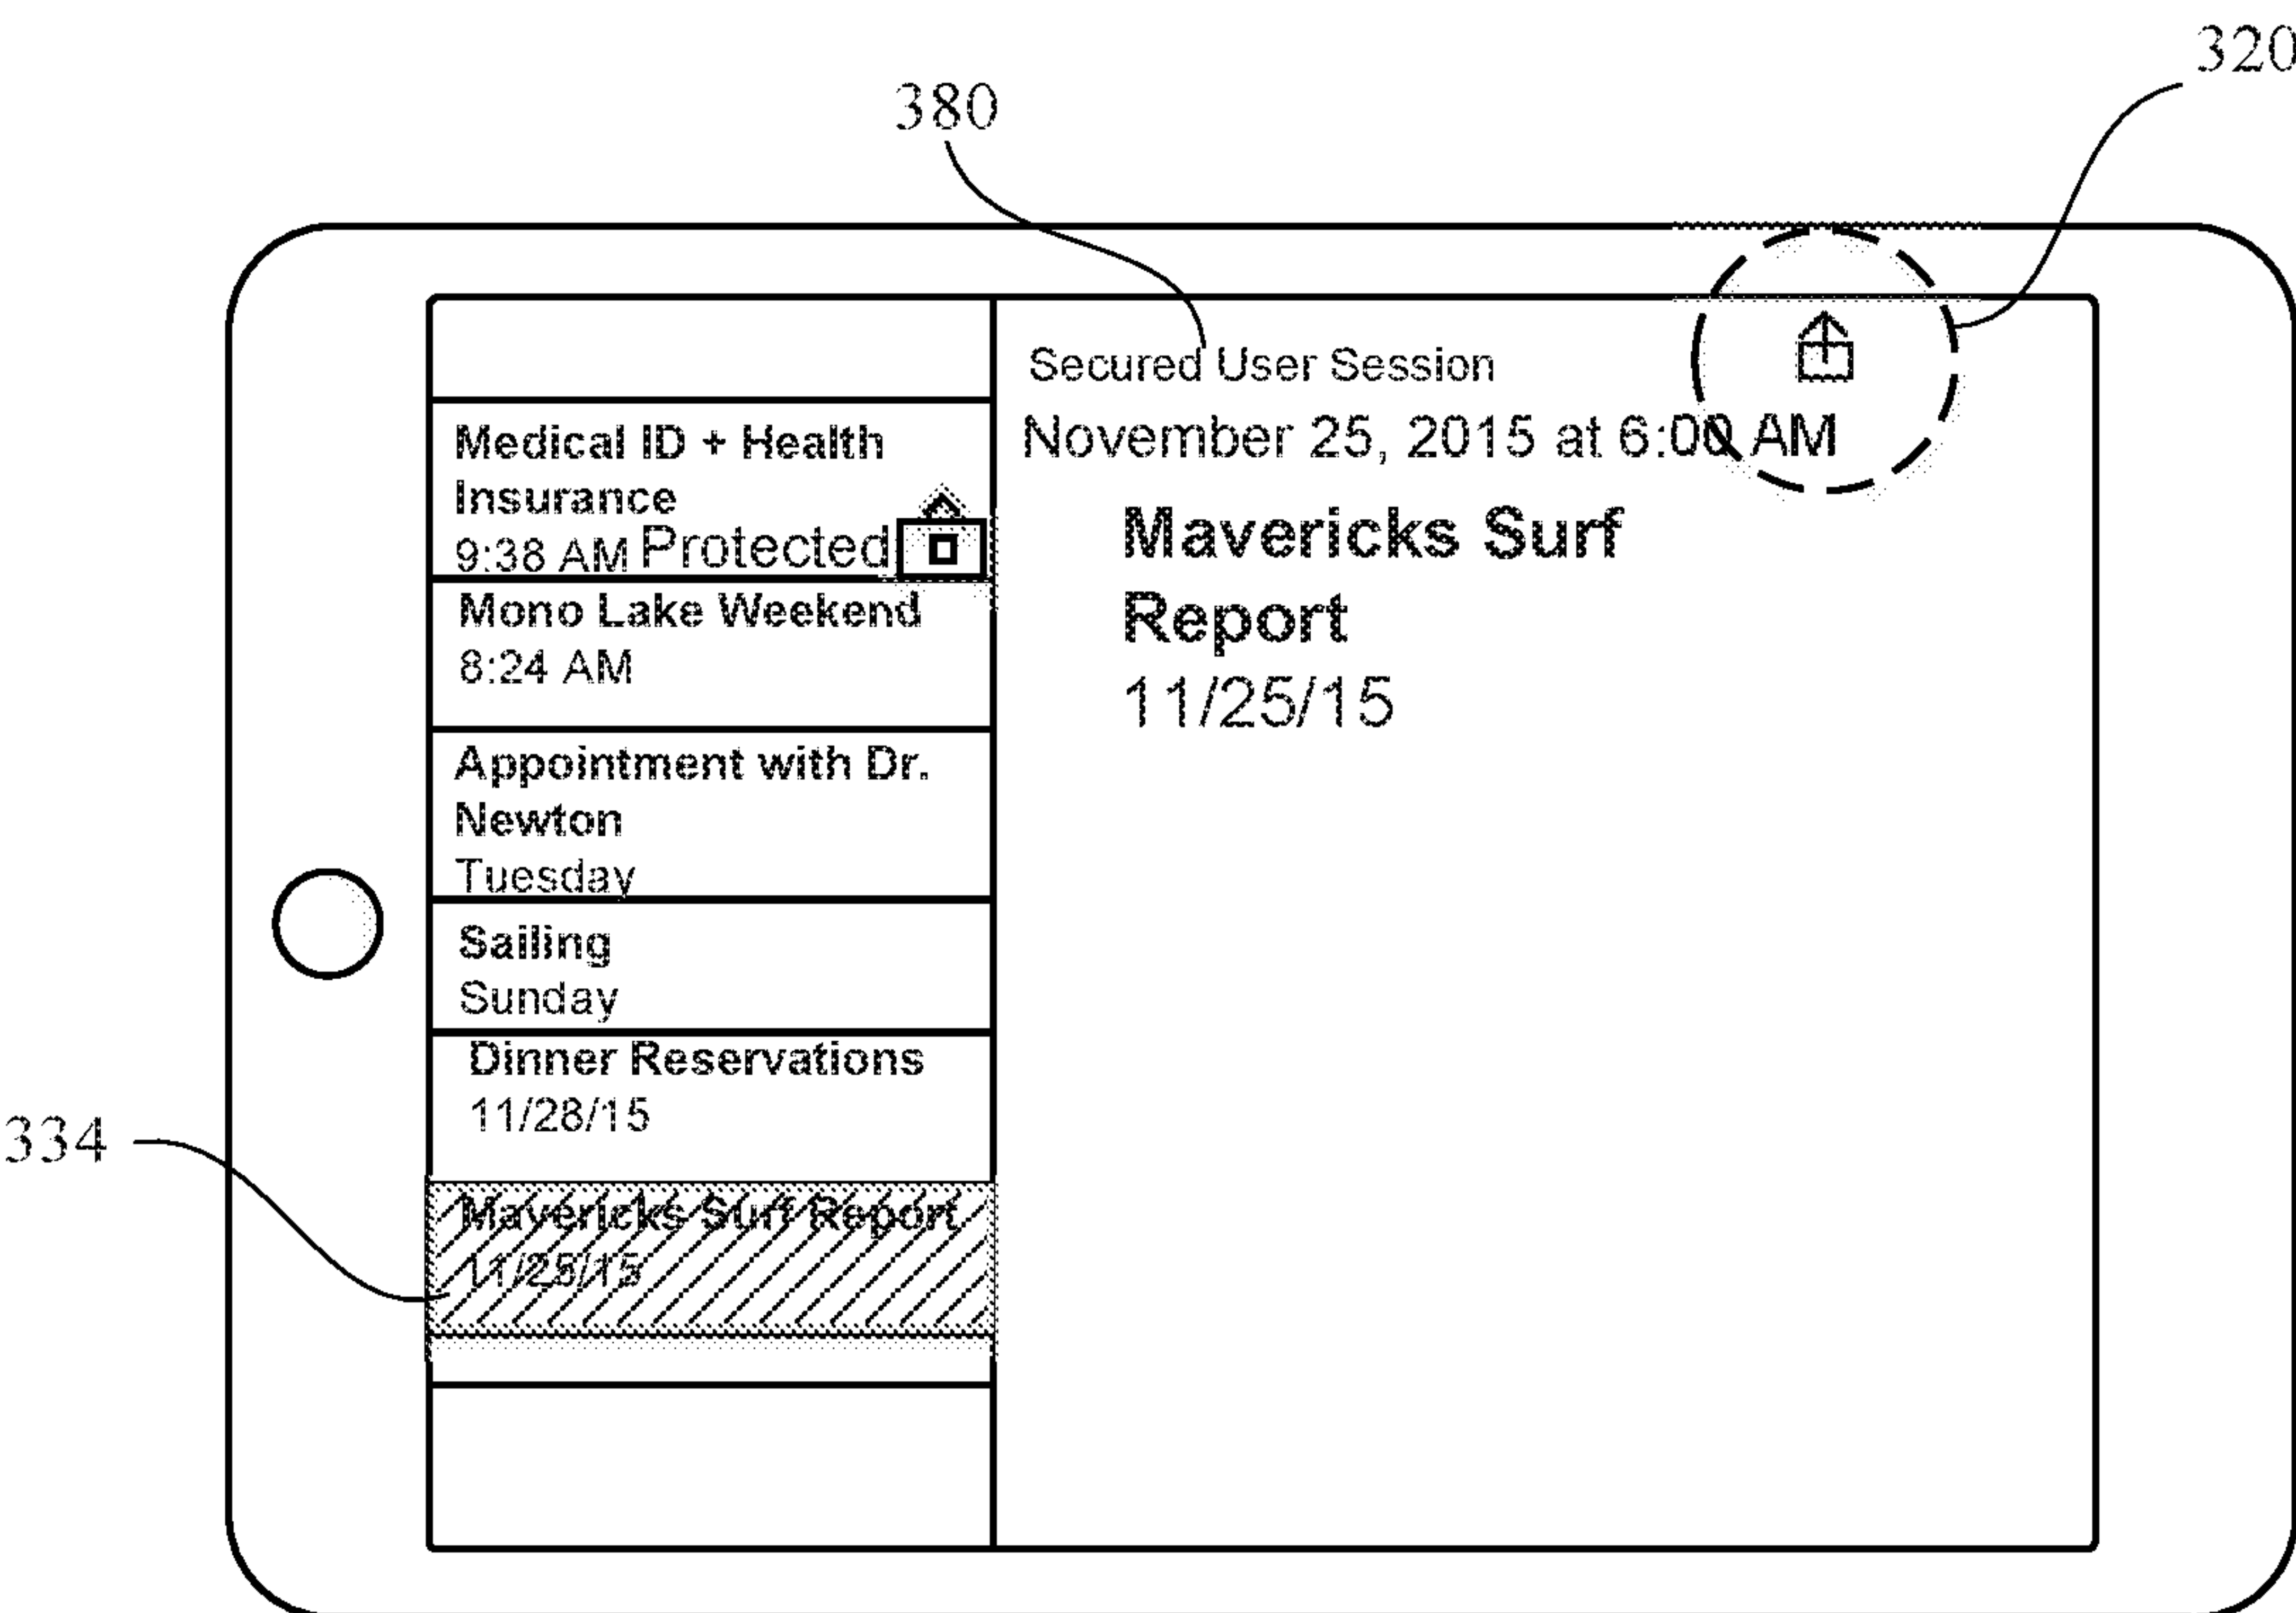 320
380
Secured User Session
November 25, 2015 at 6:00 AM
Medical ID + Health
Insurance
9:38 AM Protected
Mono Lake Weekend
8:24 AM
Appointment with Dr.
Newton
Tuesday
Sailing
Sunday
Dinner Reservations
11/28/15
334
Mavericks Surf Report
11/25/15
Mavericks Surf
Report
11/25/15